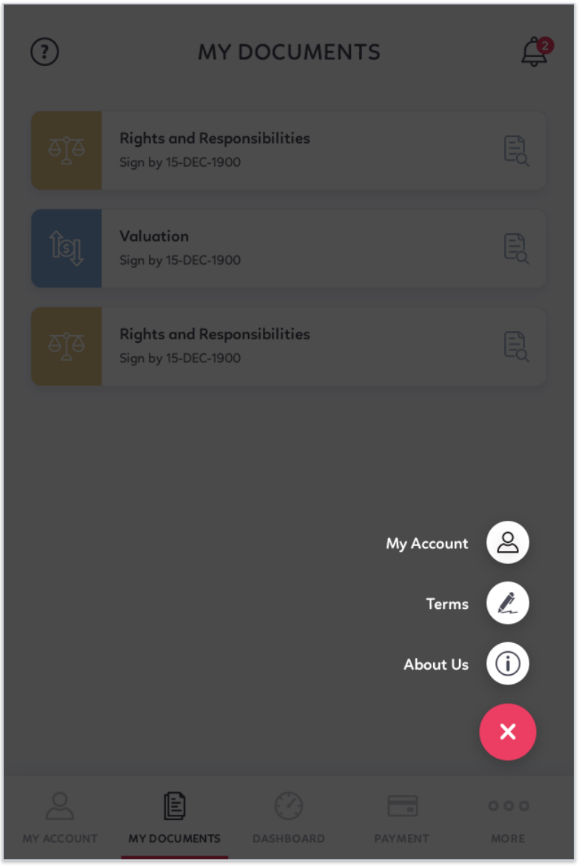 ?
MY DOCUMENTS
2
Rights and Responsibilities
Sign by 15-DEC-1900
Valuation
Sign by 15-DEC-1900
Rights and Responsibilities
Sign by 15-DEC-1900
My Account
Terms
About Us
MY ACCOUNT
MY DOCUMENTS
DASHBOARD
PAYMENT
MORE